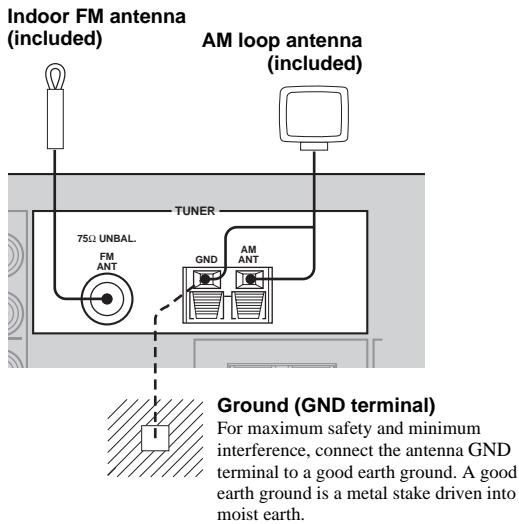 Indoor FM antenna
(included)
AM loop antenna
(included)
TUNER
75Ω UNBAL.
FM
ANT
GND
AM
ANT
Ground (GND terminal)
For maximum safety and minimum
interference, connect the antenna GND
terminal to a good earth ground. A good
earth ground is a metal stake driven into
moist earth.